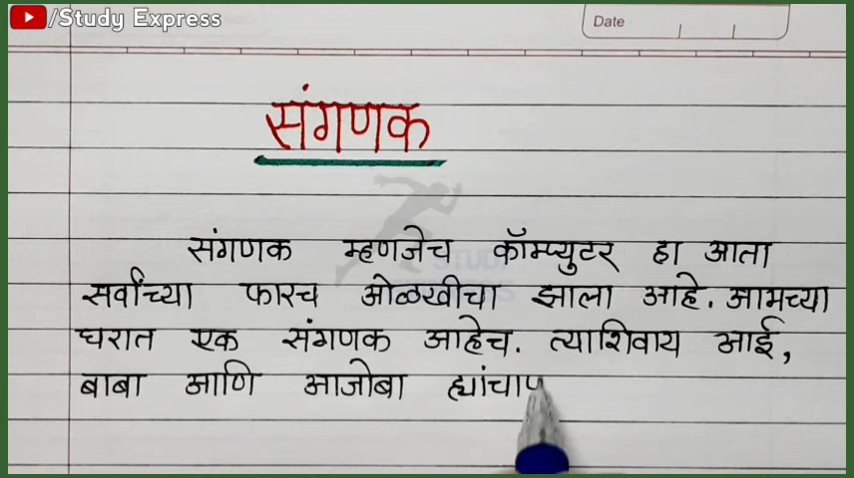 /Study Express
Date
संगणक
संगणक म्हणजेच कॉम्प्युटर हा आता
सर्वांच्या फारच ओळखीचा झाला आहे. आमच्या
घरात एक संगणक आहेच. त्याशिवाय आई,
बाबा आणि आजोबा